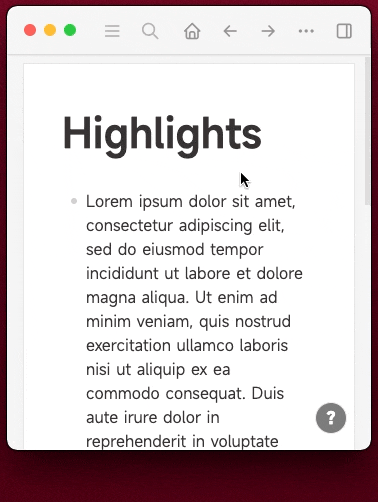 Highlights
Lorem ipsum dolor sit amet,
consectetur adipiscing elit,
sed do eiusmod tempor
incididunt ut labore et dolore
magna aliqua. Ut enim ad
minim veniam, quis nostrud
exercitation ullamco laboris
nisi ut aliquip ex ea
commodo consequat. Duis
aute irure dolor in
reprehenderit in voluptate
?